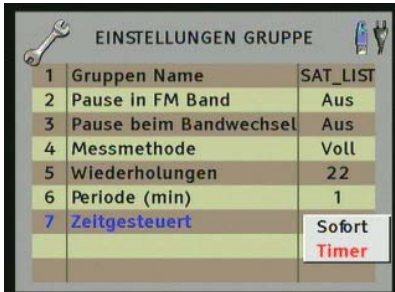 EINSTELLUNGEN GRUPPE
1 Gruppen Name SAT_LIST
2 Pause in FM Band Aus
3 Pause beim Bandwechsel Aus
4 Messmethode Voll
5 Wiederholungen 22
6 Periode (min) 1
7 Zeitgesteuert Sofort
Timer